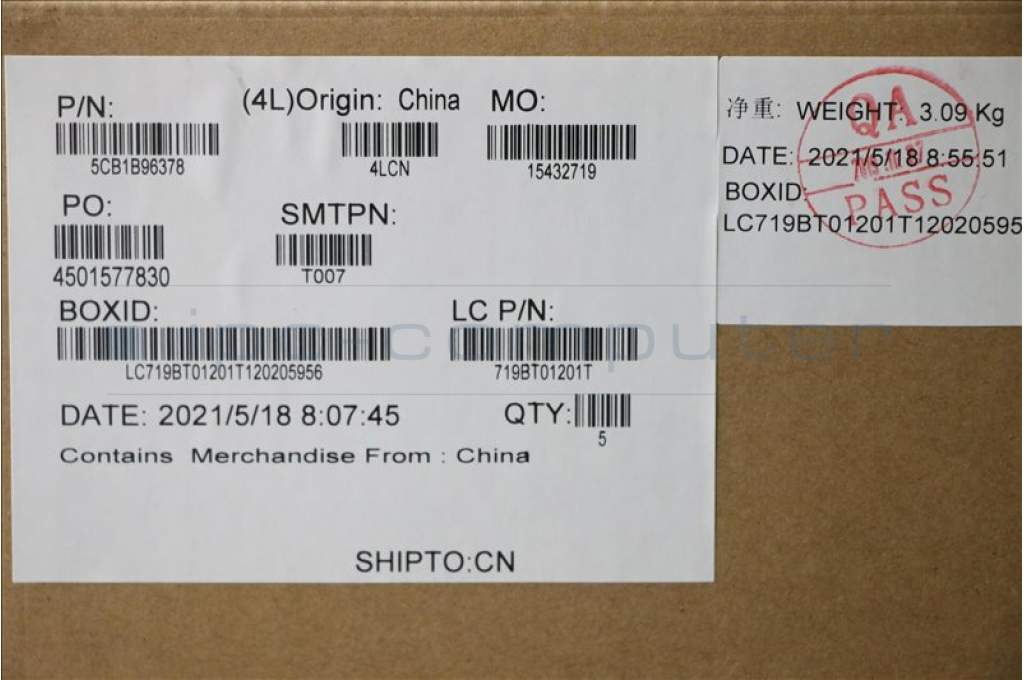 P/N: (4L)Origin: China MO:
5CB1B96378 4LCN 15432719
PO: SMTPN:
4501577830 T007
BOXID: LC P/N:
LC719BT01201T120205956 719BT01201T
DATE: 2021/5/18 8:07:45 QTY:
5
Contains Merchandise From : China
SHIPTO:CN
净重: WEIGHT: 3.09 Kg
DATE: 2021/5/18 8:55:51
BOXID:
LC719BT01201T12020595
QA
PASS
ipc-computer